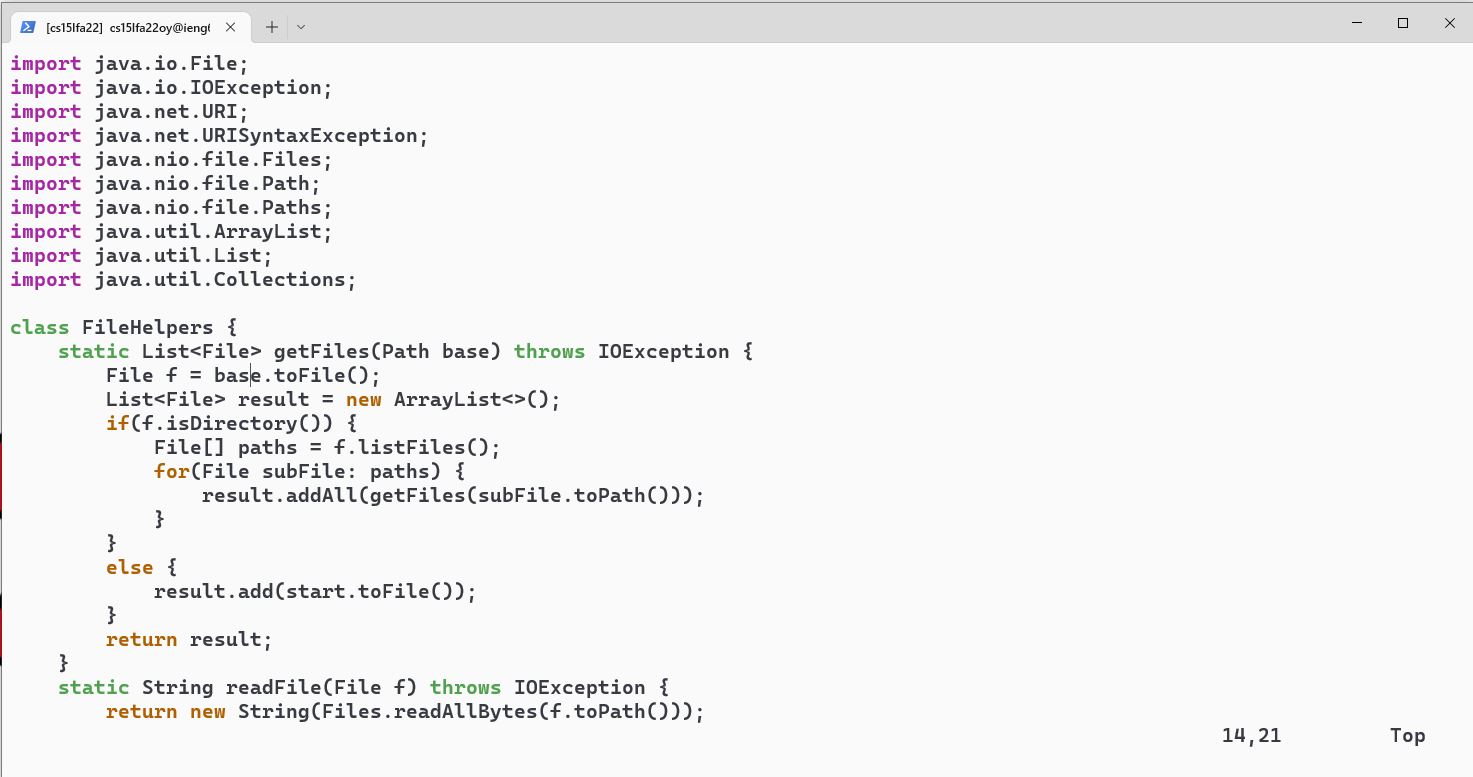 [cs15lfa22] cs15lfa22oy@ieng6
import java.io.File;
import java.io.IOException;
import java.net.URI;
import java.net.URISyntaxException;
import java.nio.file.Files;
import java.nio.file.Path;
import java.nio.file.Paths;
import java.util.ArrayList;
import java.util.List;
import java.util.Collections;

class FileHelpers {
    static List<File> getFiles(Path base) throws IOException {
        File f = base.toFile();
        List<File> result = new ArrayList<>();
        if(f.isDirectory()) {
            File[] paths = f.listFiles();
            for(File subFile: paths) {
                result.addAll(getFiles(subFile.toPath()));
            }
        }
        else {
            result.add(start.toFile());
        }
        return result;
    }
    static String readFile(File f) throws IOException {
        return new String(Files.readAllBytes(f.toPath()));
14,21 Top